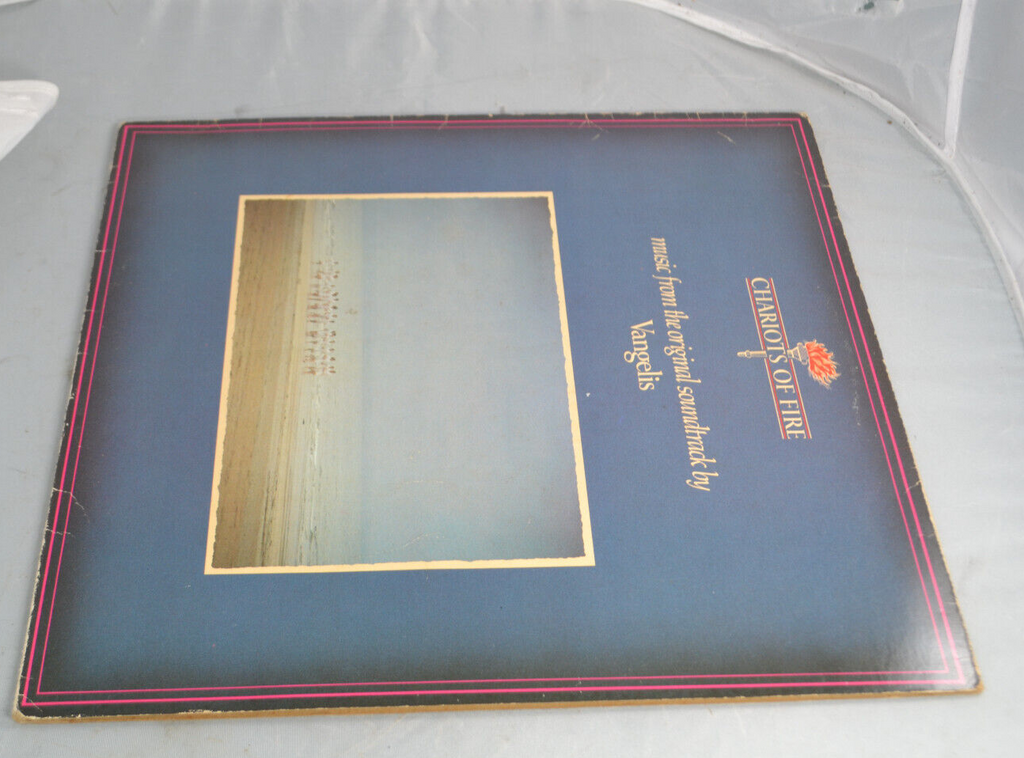 CHARIOTS OF FIRE
music from the original soundtrack by
Vangelis